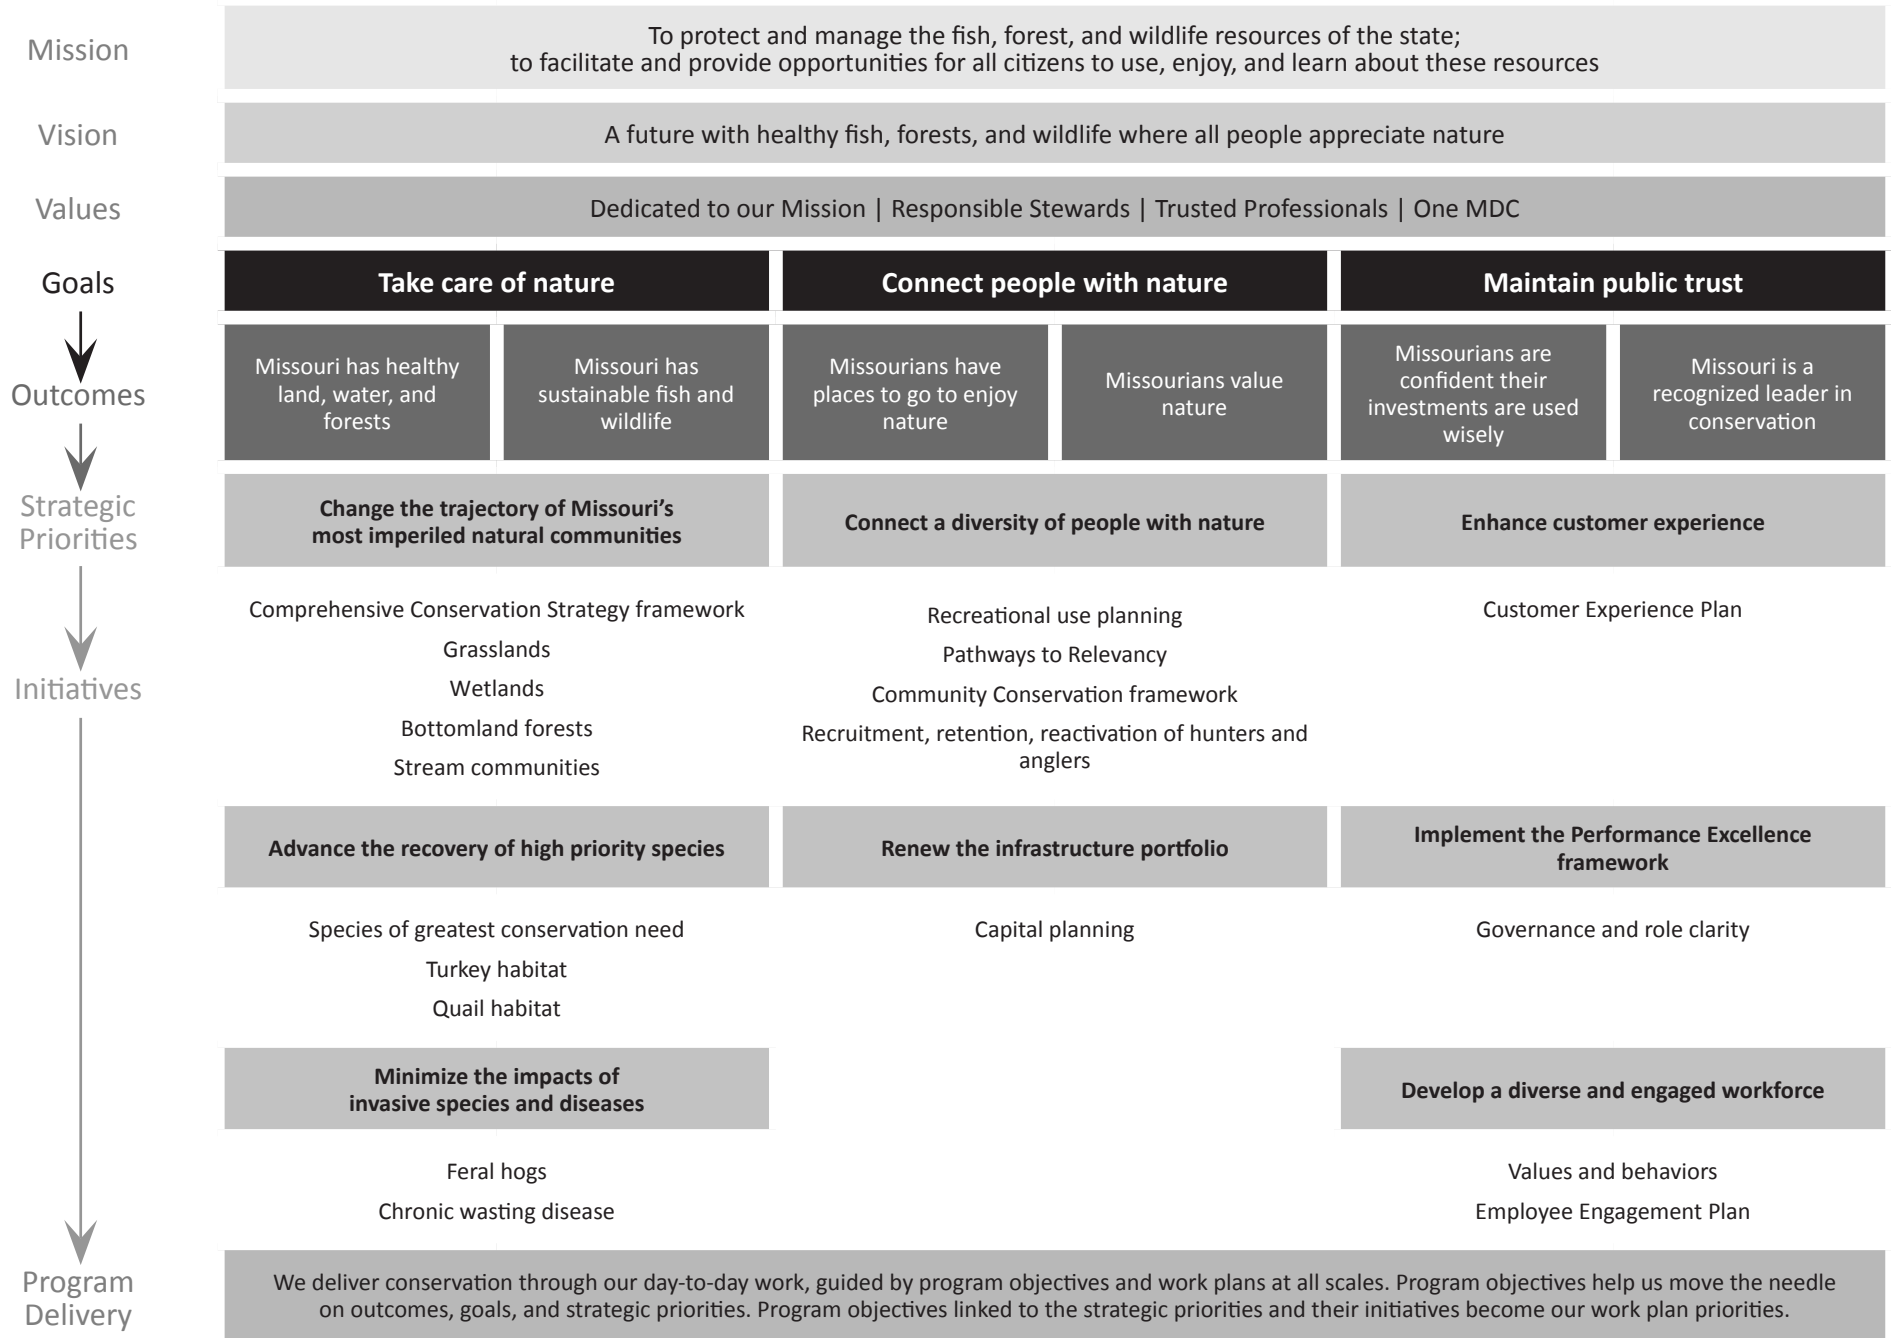 Mission
To protect and manage the fish, forest, and wildlife resources of the state;
to facilitate and provide opportunities for all citizens to use, enjoy, and learn about these resources
Vision
A future with healthy fish, forests, and wildlife where all people appreciate nature
Values
Dedicated to our Mission | Responsible Stewards | Trusted Professionals | One MDC
Goals
Take care of nature
Connect people with nature
Maintain public trust
Outcomes
Missouri has healthy
land, water, and
forests
Missouri has
sustainable fish and
wildlife
Missourians have
places to go to enjoy
nature
Missourians value
nature
Missourians are
confident their
investments are used
wisely
Missouri is a
recognized leader in
conservation
Strategic
Priorities
Change the trajectory of Missouri's
most imperiled natural communities
Connect a diversity of people with nature
Enhance customer experience
Initiatives
Comprehensive Conservation Strategy framework
Grasslands
Wetlands
Bottomland forests
Stream communities
Recreational use planning
Pathways to Relevancy
Community Conservation framework
Recruitment, retention, reactivation of hunters and
anglers
Customer Experience Plan
Advance the recovery of high priority species
Renew the infrastructure portfolio
Implement the Performance Excellence
framework
Species of greatest conservation need
Turkey habitat
Quail habitat
Capital planning
Governance and role clarity
Minimize the impacts of
invasive species and diseases
Develop a diverse and engaged workforce
Feral hogs
Chronic wasting disease
Values and behaviors
Employee Engagement Plan
Program
Delivery
We deliver conservation through our day-to-day work, guided by program objectives and work plans at all scales. Program objectives help us move the needle
on outcomes, goals, and strategic priorities. Program objectives linked to the strategic priorities and their initiatives become our work plan priorities.